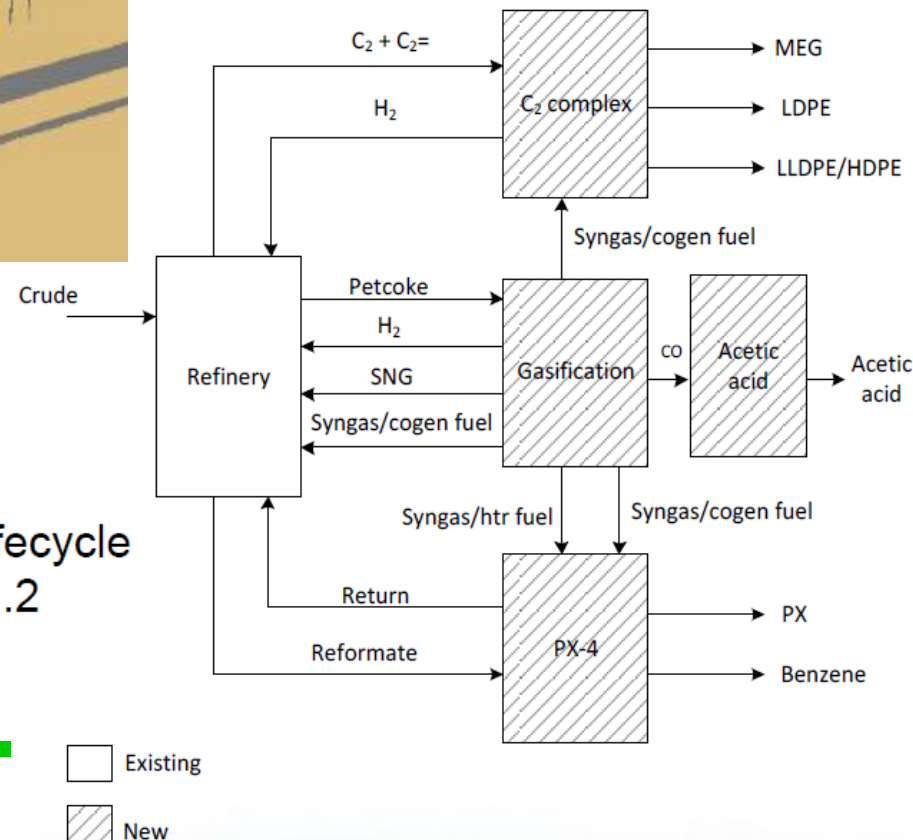 C₂ + C₂=
H₂
C₂ complex
MEG
LDPE
LLDPE/HDPE
Syngas/cogen fuel
Crude
Refinery
Petcoke
H₂
SNG
Syngas/cogen fuel
Gasification
CO
Acetic
acid
Acetic
acid
Syngas/htr fuel
Syngas/cogen fuel
fecycle
.2
Return
Reformate
PX-4
PX
Benzene
Existing
New